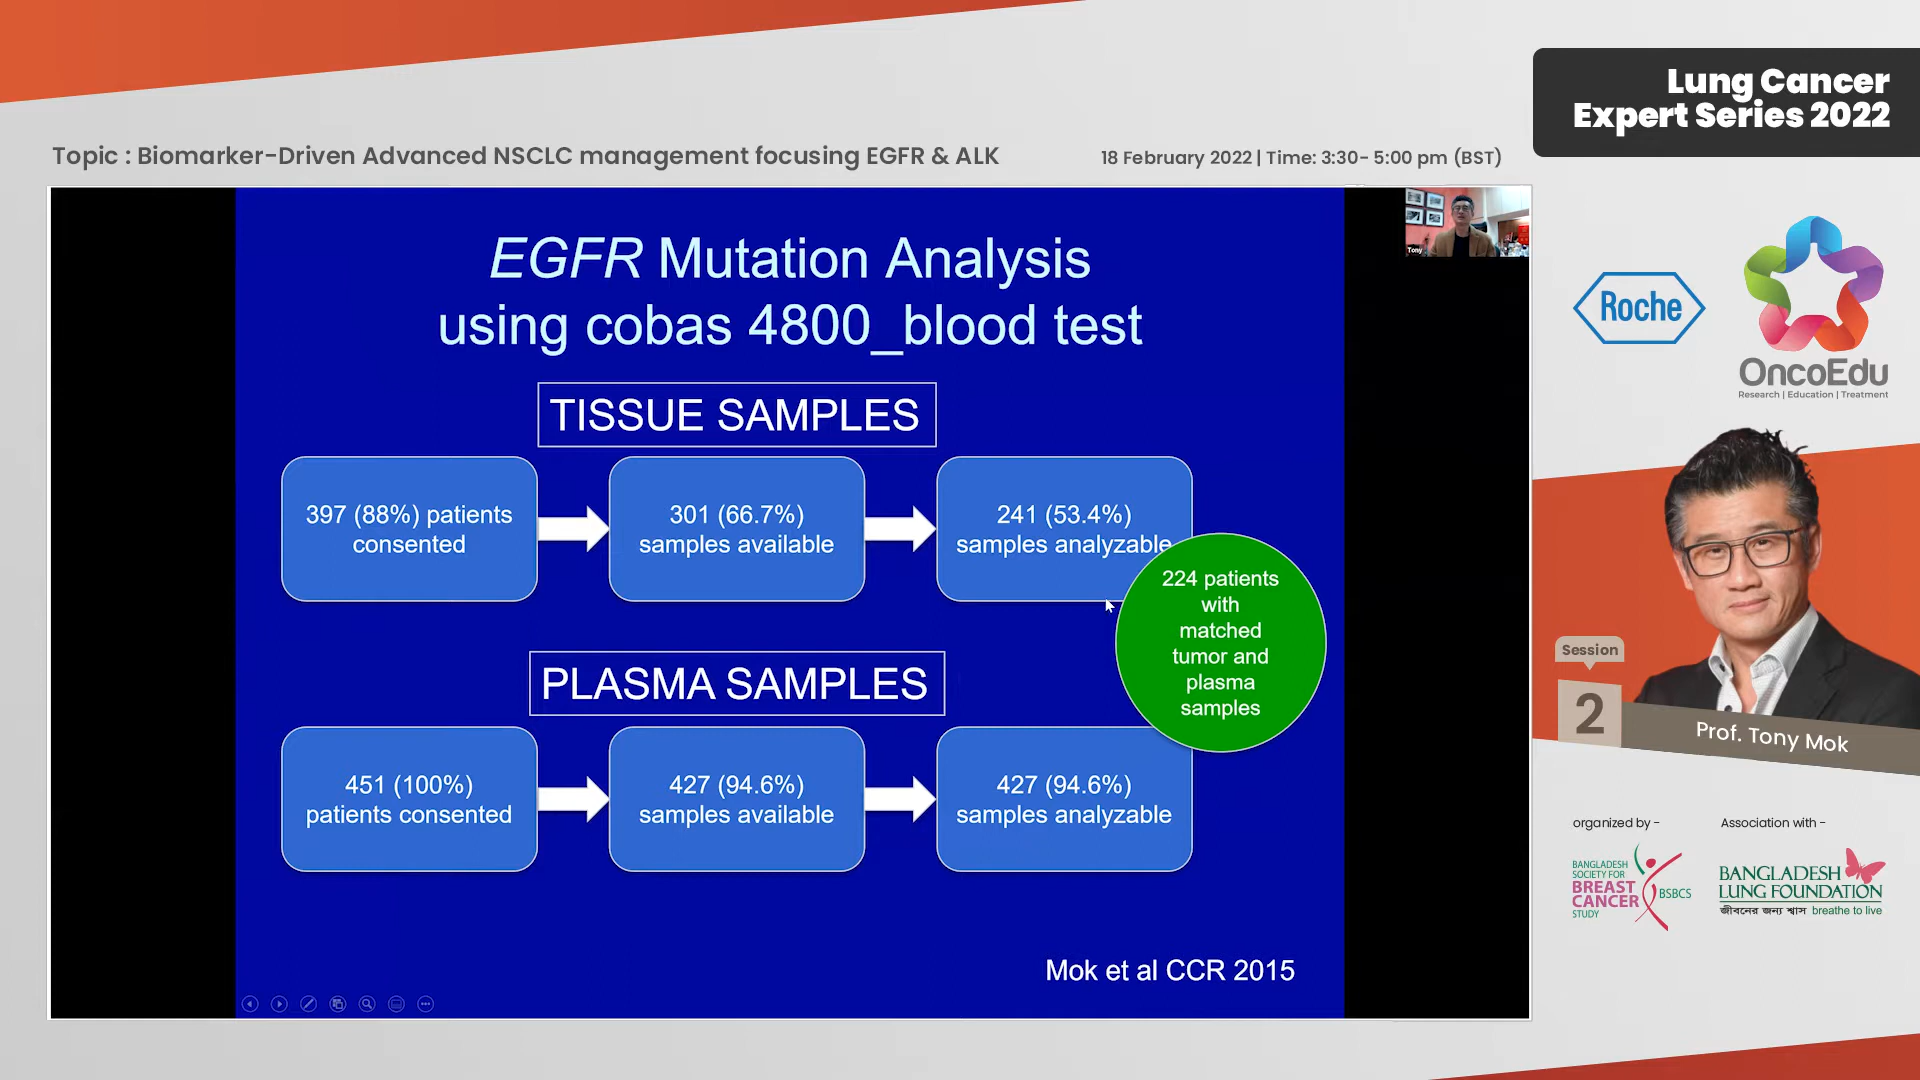 Lung Cancer
Expert Series 2022
Topic : Biomarker-Driven Advanced NSCLC management focusing EGFR & ALK
18 February 2022 | Time: 3:30- 5:00 pm (BST)
EGFR Mutation Analysis
using cobas 4800_blood test
TISSUE SAMPLES
397 (88%) patients
consented
301 (66.7%)
samples available
241 (53.4%)
samples analyzable
224 patients
with
matched
tumor and
plasma
samples
PLASMA SAMPLES
451 (100%)
patients consented
427 (94.6%)
samples available
427 (94.6%)
samples analyzable
Mok et al CCR 2015
Tony
Roche
OncoEdu
Research | Education | Treatment
Session
2
Prof. Tony Mok
organized by -
Association with -
BANGLADESH
SOCIETY FOR
BREAST
CANCER
STUDY
BSBCS
BANGLADESH
LUNG FOUNDATION
জীবনের জন্য শ্বাস breathe to live